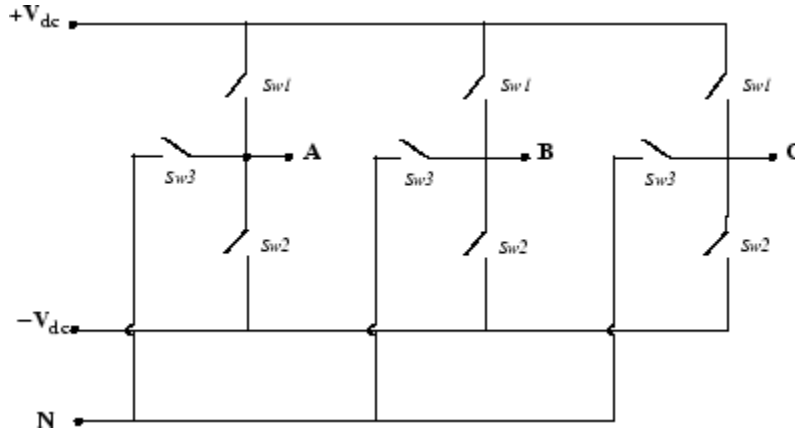 +Vdc
Sw1 Sw1 Sw1
A B C
Sw3 Sw3 Sw3
Sw2 Sw2 Sw2
−Vdc
N